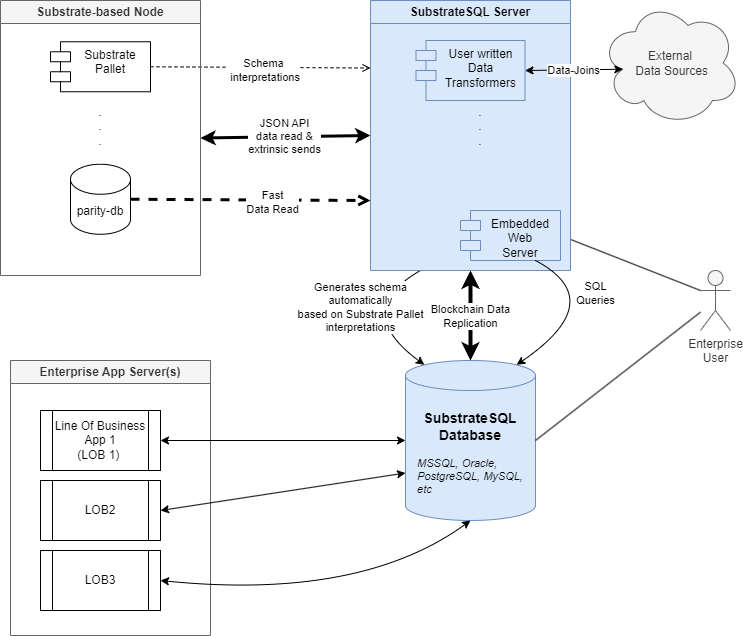 Substrate-based Node
SubstrateSQL Server
Substrate
Pallet
Schema
interpretations
User written
Data
Transformers
Data-Joins
External
Data Sources
JSON API
data read &
extrinsic sends
parity-db
Fast
Data Read
Embedded
Web
Server
Generates schema
automatically
based on Substrate Pallet
interpretations
Blockchain Data
Replication
SQL
Queries
Enterprise
User
Enterprise App Server(s)
Line Of Business
App 1
(LOB 1)
LOB2
LOB3
SubstrateSQL
Database
MSSQL, Oracle,
PostgreSQL, MySQL,
etc